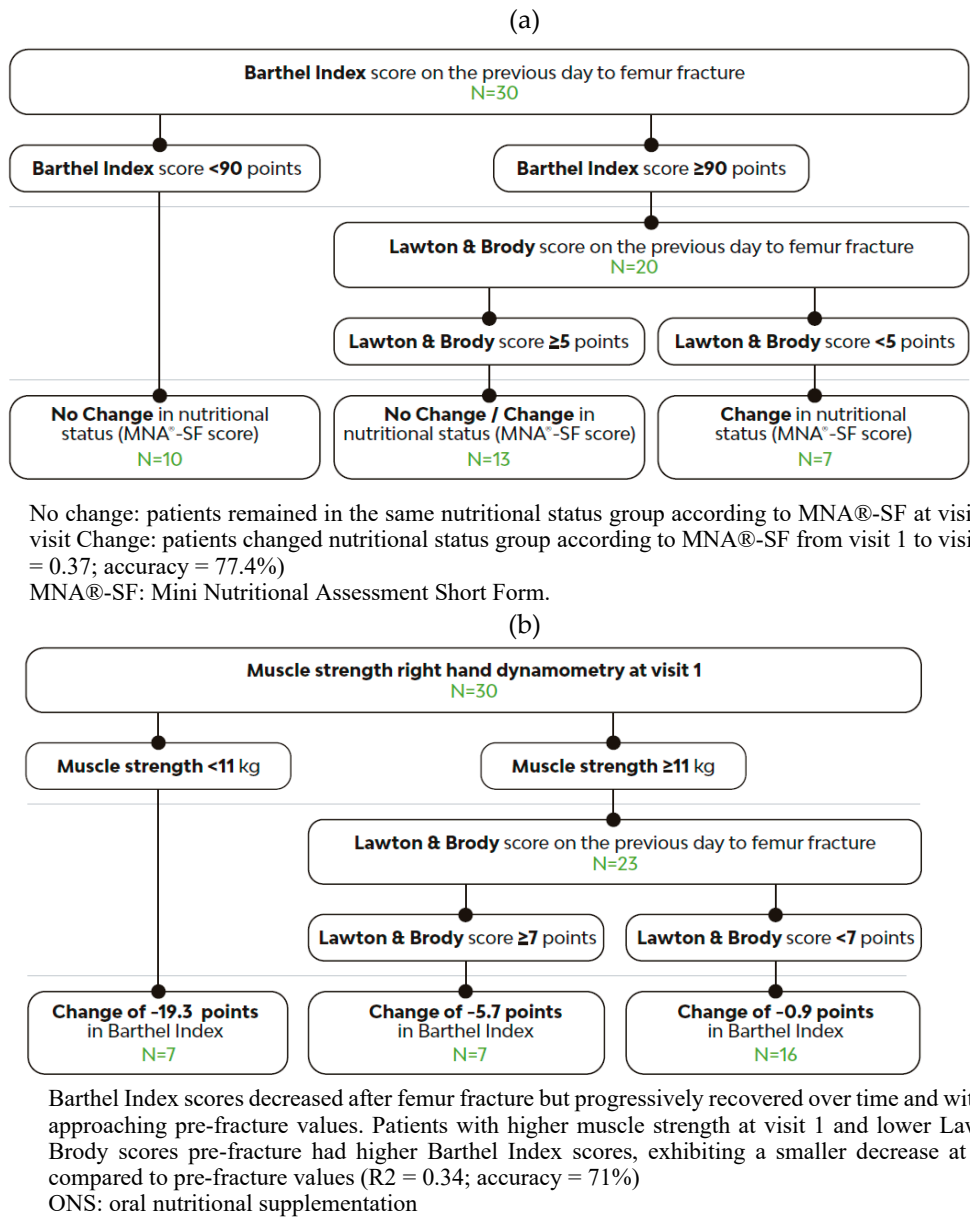 (a)
Barthel Index score on the previous day to femur fracture
N=30
Barthel Index score <90 points
Barthel Index score ≥90 points
Lawton & Brody score on the previous day to femur fracture
N=20
Lawton & Brody score ≥5 points
Lawton & Brody score <5 points
No Change in nutritional
status (MNA®-SF score)
N=10
No Change / Change in
nutritional status (MNA®-SF score)
N=13
Change in nutritional
status (MNA®-SF score)
N=7
No change: patients remained in the same nutritional status group according to MNA®-SF at visi
visit Change: patients changed nutritional status group according to MNA®-SF from visit 1 to visi
= 0.37; accuracy = 77.4%)
MNA®-SF: Mini Nutritional Assessment Short Form.
(b)
Muscle strength right hand dynamometry at visit 1
N=30
Muscle strength <11 kg
Muscle strength ≥11 kg
Lawton & Brody score on the previous day to femur fracture
N=23
Lawton & Brody score ≥7 points
Lawton & Brody score <7 points
Change of -19.3 points
in Barthel Index
N=7
Change of -5.7 points
in Barthel Index
N=7
Change of -0.9 points
in Barthel Index
N=16
Barthel Index scores decreased after femur fracture but progressively recovered over time and wit
approaching pre-fracture values. Patients with higher muscle strength at visit 1 and lower Law
Brody scores pre-fracture had higher Barthel Index scores, exhibiting a smaller decrease at
compared to pre-fracture values (R2 = 0.34; accuracy = 71%)
ONS: oral nutritional supplementation